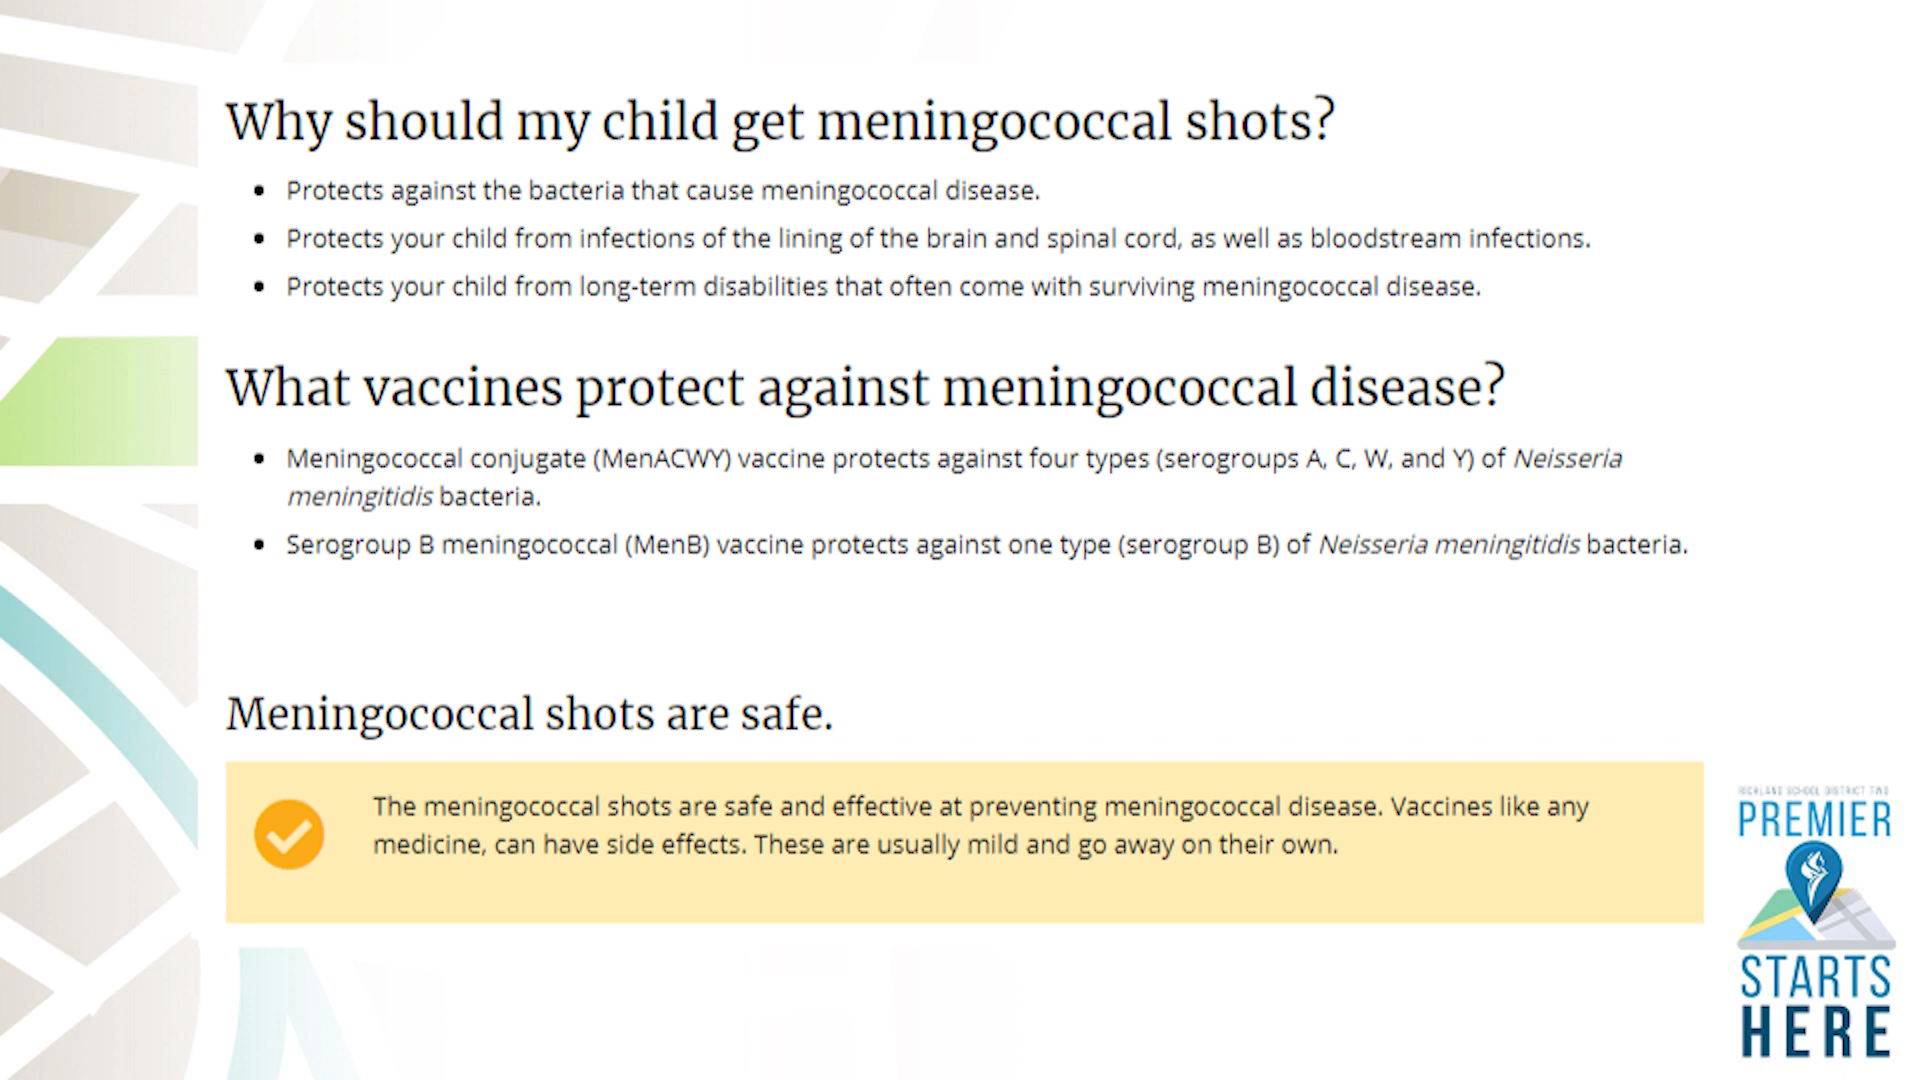 Why should my child get meningococcal shots?
• Protects against the bacteria that cause meningococcal disease.
• Protects your child from infections of the lining of the brain and spinal cord, as well as bloodstream infections.
• Protects your child from long-term disabilities that often come with surviving meningococcal disease.
What vaccines protect against meningococcal disease?
• Meningococcal conjugate (MenACWY) vaccine protects against four types (serogroups A, C, W, and Y) of Neisseria
meningitidis bacteria.
• Serogroup B meningococcal (MenB) vaccine protects against one type (serogroup B) of Neisseria meningitidis bacteria.
Meningococcal shots are safe.
The meningococcal shots are safe and effective at preventing meningococcal disease. Vaccines like any
medicine, can have side effects. These are usually mild and go away on their own.
RICHLAND SCHOOL DISTRICT TWO
PREMIER
STARTS
HERE